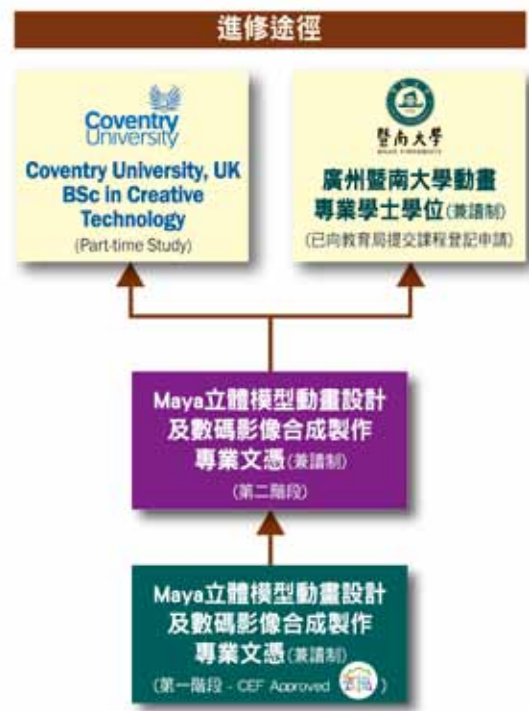 進修途徑
Coventry
University
Coventry University, UK
BSc in Creative
Technology
(Part-time Study)
暨南大學
廣州暨南大學動畫
專業學士學位(兼讀制)
(已向教育局提交課程登記申請)
Maya立體模型動畫設計
及數碼影像合成製作
專業文憑(兼讀制)
(第二階段)
Maya立體模型動畫設計
及數碼影像合成製作
專業文憑(兼讀制)
(第一階段 - CEF Approved )